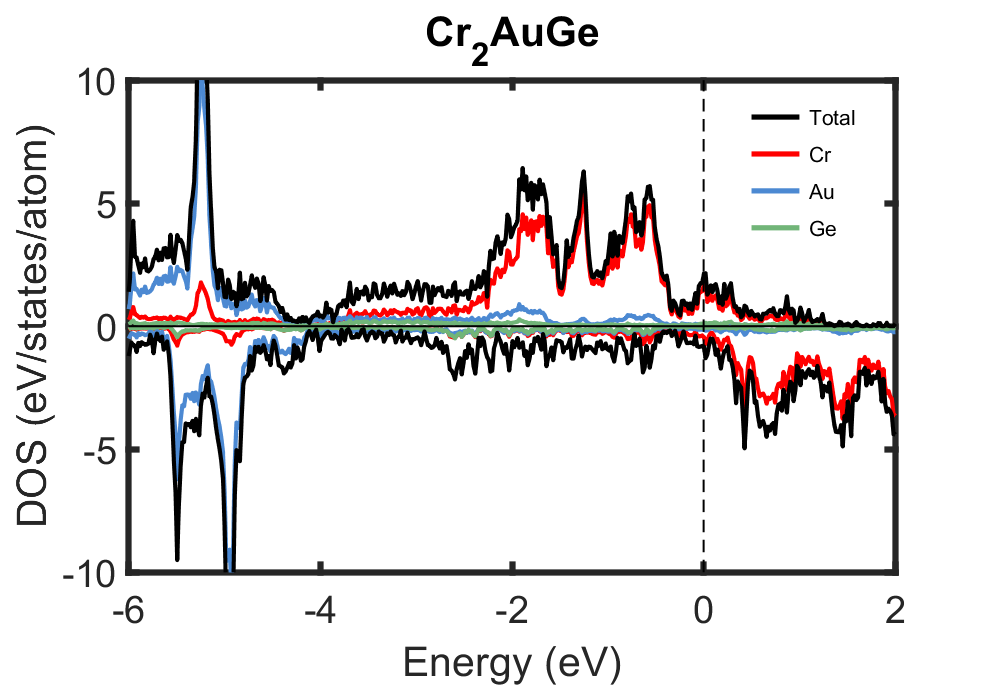 Cr2AuGe
DOS (eV/states/atom)
10
5
0
-5
-10
Total
Cr
Au
Ge
-6
-4
-2
0
2
Energy (eV)